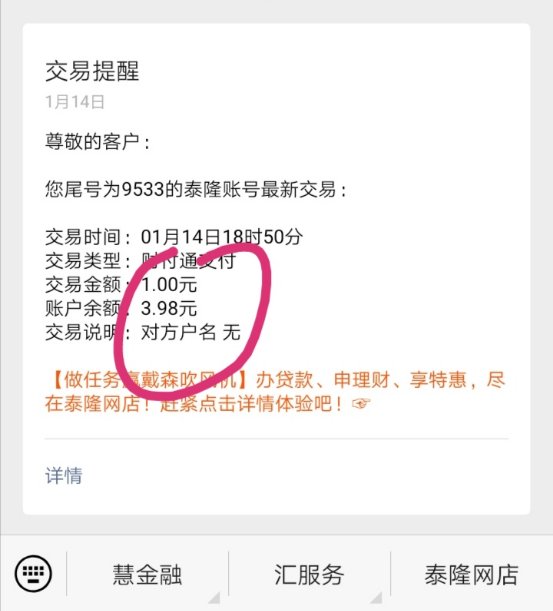 交易提醒
1月14日
尊敬的客户：
您尾号为9533的泰隆账号最新交易：
交易时间：01月14日18时50分
交易类型：财付通支付
交易金额：1.00元
账户余额：3.98元
交易说明：对方户名 无
【做任务赢戴森吹风机】办贷款、申理财、享特惠，尽
在泰隆网店！赶紧点击详情体验吧！👉
详情
慧金融
汇服务
泰隆网店